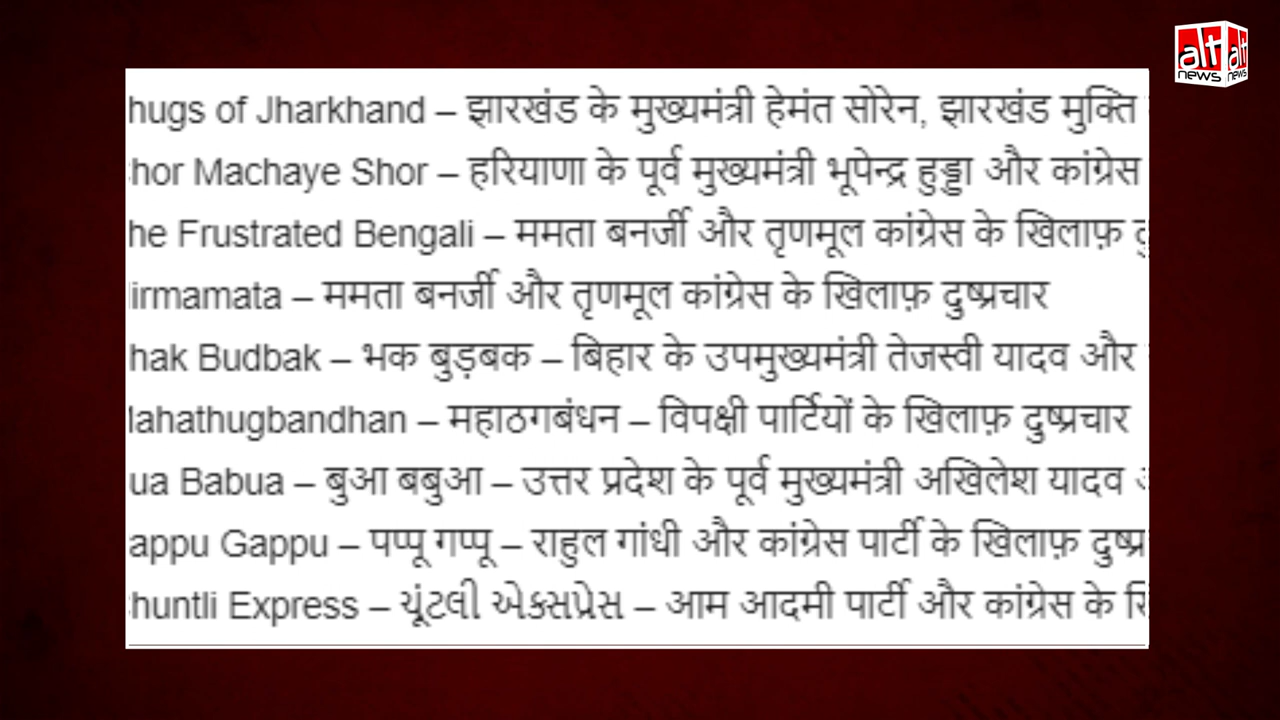 alt news alt news
hugs of Jharkhand – झारखंड के मुख्यमंत्री हेमंत सोरेन, झारखंड मुक्ति
hor Machaye Shor – हरियाणा के पूर्व मुख्यमंत्री भूपेन्द्र हुड्डा और कांग्रेस
he Frustrated Bengali – ममता बनर्जी और तृणमूल कांग्रेस के खिलाफ़
irmamata – ममता बनर्जी और तृणमूल कांग्रेस के खिलाफ़ दुष्प्रचार
hak Budbak – भक बुड़बक – बिहार के उपमुख्यमंत्री तेजस्वी यादव और
ahathugbandhan – महाठगबंधन – विपक्षी पार्टियों के खिलाफ़ दुष्प्रचार
ua Babua – बुआ बबुआ – उत्तर प्रदेश के पूर्व मुख्यमंत्री अखिलेश यादव
appu Gappu – पप्पू गप्पू – राहुल गांधी और कांग्रेस पार्टी के खिलाफ़ दुष्प्र
huntli Express – ચૂંટલી એક્સપ્રેસ – आम आदमी पार्टी और कांग्रेस के